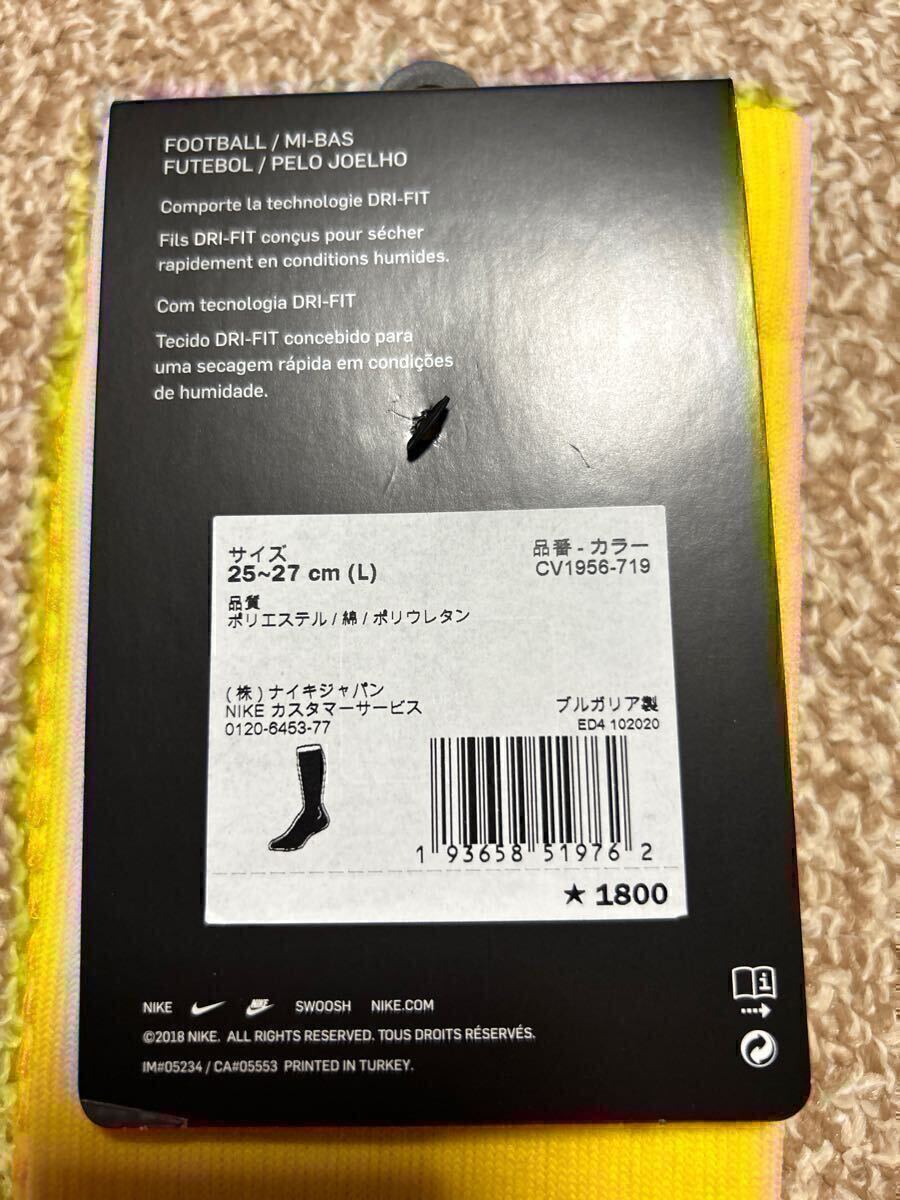 FOOTBALL / MI-BAS
FUTEBOL / PELO JOELHO
Comporte la technologie DRI-FIT
Fils DRI-FIT conçus pour sécher
rapidement en conditions humides.
Com tecnologia DRI-FIT
Tecido DRI-FIT concebido para
uma secagem rápida em condições
de humidade.
サイズ
25~27 cm (L)
品番 - カラー
CV1956-719
品質
ポリエステル / 綿 / ポリウレタン
(株) ナイキジャパン
NIKE カスタマーサービス
0120-6453-77
ブルガリア製
ED4 102020
1 93658 51976 2
★ 1800
NIKE NIKE SWOOSH NIKE.COM
©2018 NIKE. ALL RIGHTS RESERVED. TOUS DROITS RÉSERVÉS.
IM#05234 / CA#05553 PRINTED IN TURKEY.